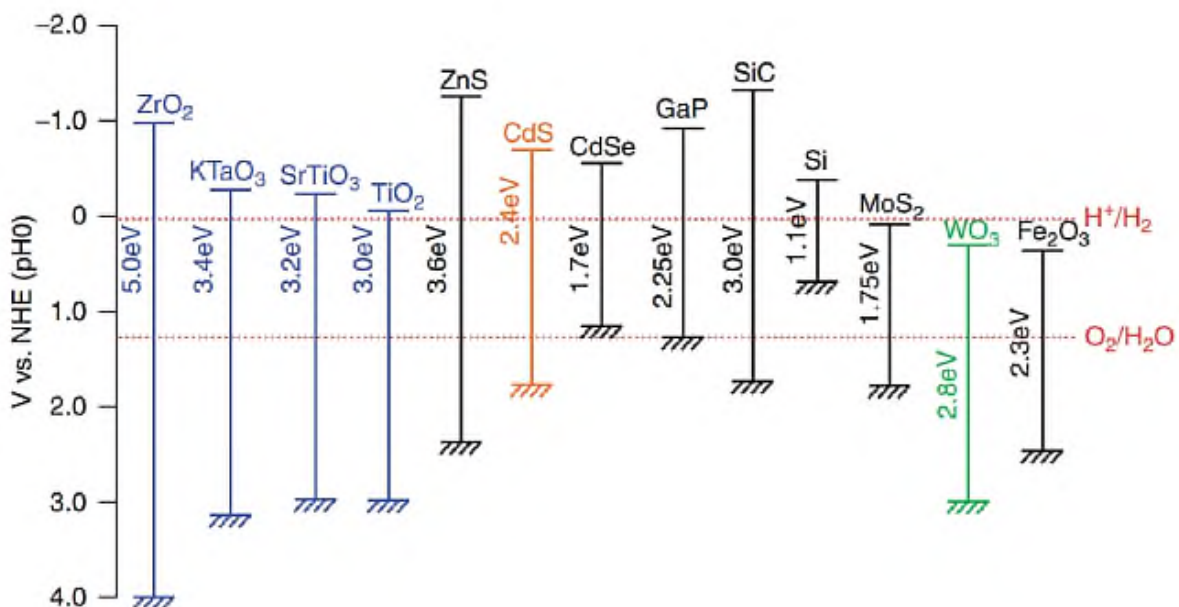 −2.0
−1.0
0
1.0
2.0
3.0
4.0
V vs. NHE (pH0)
ZrO₂
5.0eV
KTaO₃
3.4eV
SrTiO₃
3.2eV
TiO₂
3.0eV
ZnS
3.6eV
CdS
2.4eV
CdSe
1.7eV
GaP
2.25eV
SiC
3.0eV
Si
1.1eV
MoS₂
1.75eV
WO₃
2.8eV
Fe₂O₃
2.3eV
H⁺/H₂
O₂/H₂O